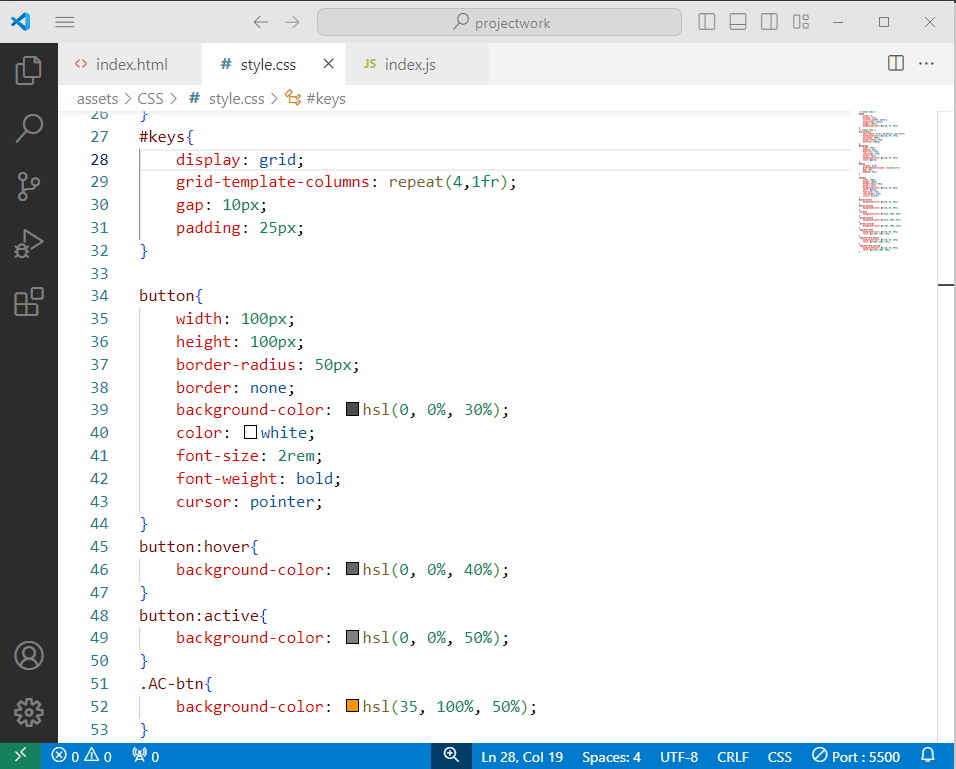 projectwork
index.html
# style.css
JS index.js
assets > CSS > # style.css > #keys
26 }
27 #keys{
28 display: grid;
29 grid-template-columns: repeat(4,1fr);
30 gap: 10px;
31 padding: 25px;
32 }
33
34 button{
35 width: 100px;
36 height: 100px;
37 border-radius: 50px;
38 border: none;
39 background-color: hsl(0, 0%, 30%);
40 color: white;
41 font-size: 2rem;
42 font-weight: bold;
43 cursor: pointer;
44 }
45 button:hover{
46 background-color: hsl(0, 0%, 40%);
47 }
48 button:active{
49 background-color: hsl(0, 0%, 50%);
50 }
51 .AC-btn{
52 background-color: hsl(35, 100%, 50%);
53 }
0 0 0 Ln 28, Col 19 Spaces: 4 UTF-8 CRLF CSS Port : 5500